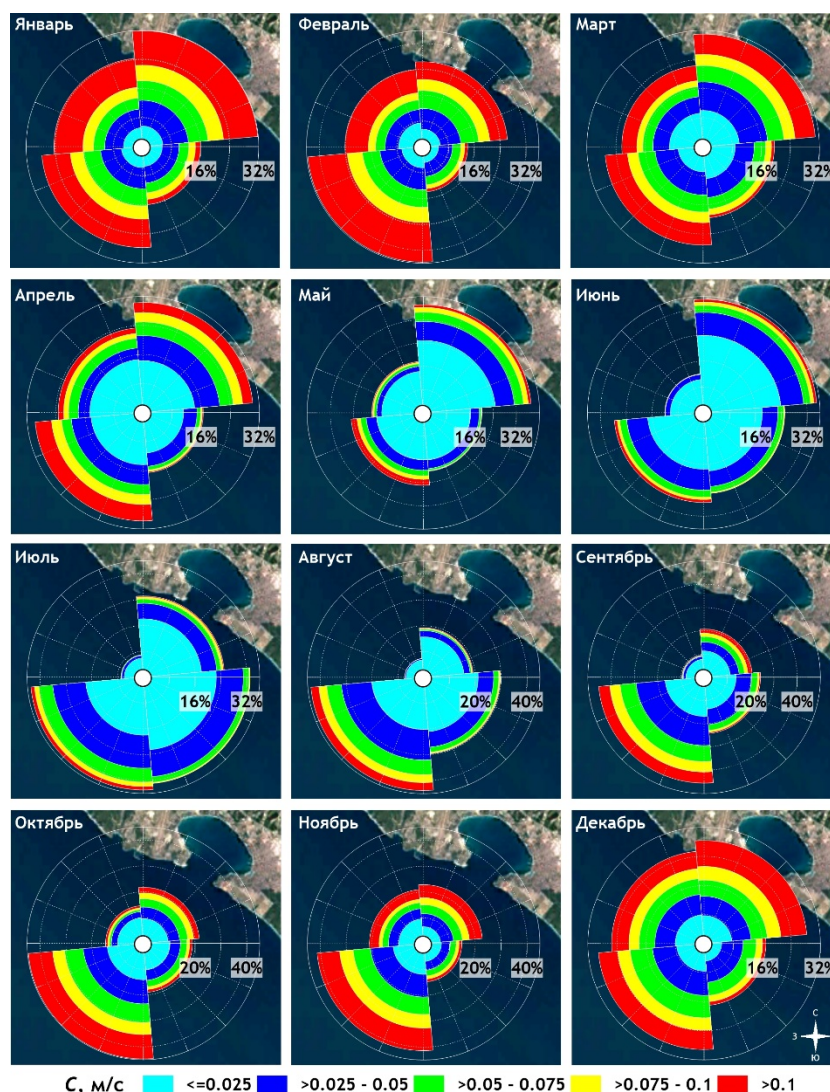 Январь
16% 32%
Февраль
16% 32%
Март
16% 32%
Апрель
16% 32%
Май
16% 32%
Июнь
16% 32%
Июль
16% 32%
Август
20% 40%
Сентябрь
20% 40%
Октябрь
20% 40%
Ноябрь
20% 40%
Декабрь
16% 32%
С
З
Ю
C, м/с <=0.025 >0.025 - 0.05 >0.05 - 0.075 >0.075 - 0.1 >0.1